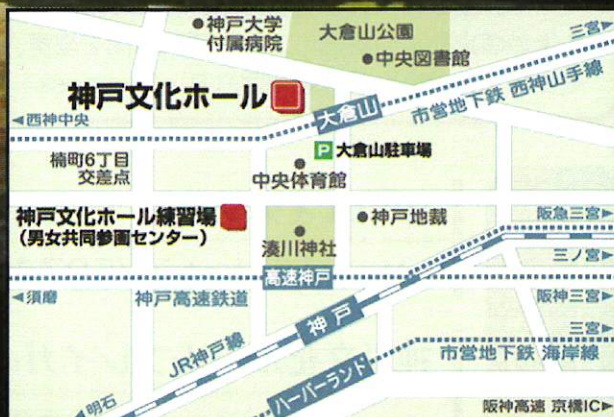 ●神戸大学
付属病院
大倉山公園
●中央図書館
三宮▶
神戸文化ホール
大倉山
市営地下鉄 西神山手線
◀西神中央
P 大倉山駐車場
楠町6丁目
交差点
●
中央体育館
神戸文化ホール練習場
(男女共同参画センター)
●
湊川神社
●神戸地裁
阪急三宮▶
高速神戸
三ノ宮▶
◀須磨
神戸高速鉄道
神戸
阪神三宮▶
三宮▶
JR神戸線
市営地下鉄 海岸線
ハーバーランド
◀明石
阪神高速 京橋IC▶